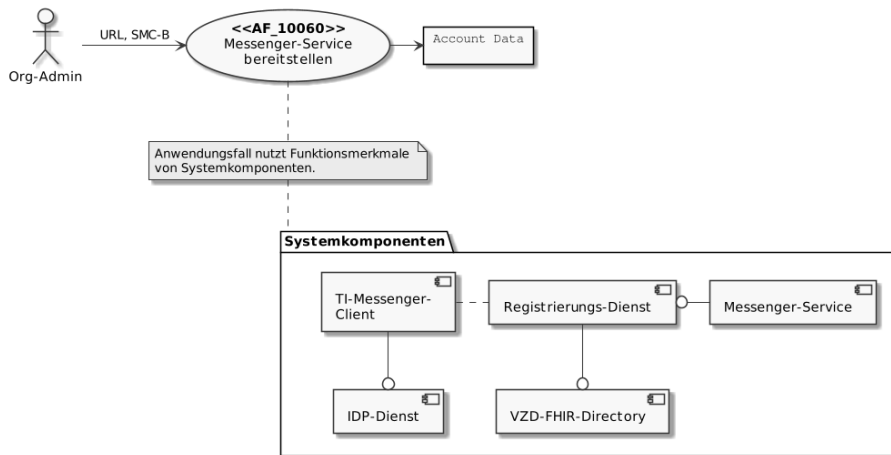 URL, SMC-B
<<AF_10060>>
Messenger-Service
bereitstellen
Account Data
Org-Admin
Anwendungsfall nutzt Funktionsmerkmale
von Systemkomponenten.
Systemkomponenten
TI-Messenger-
Client
Registrierungs-Dienst
Messenger-Service
IDP-Dienst
VZD-FHIR-Directory